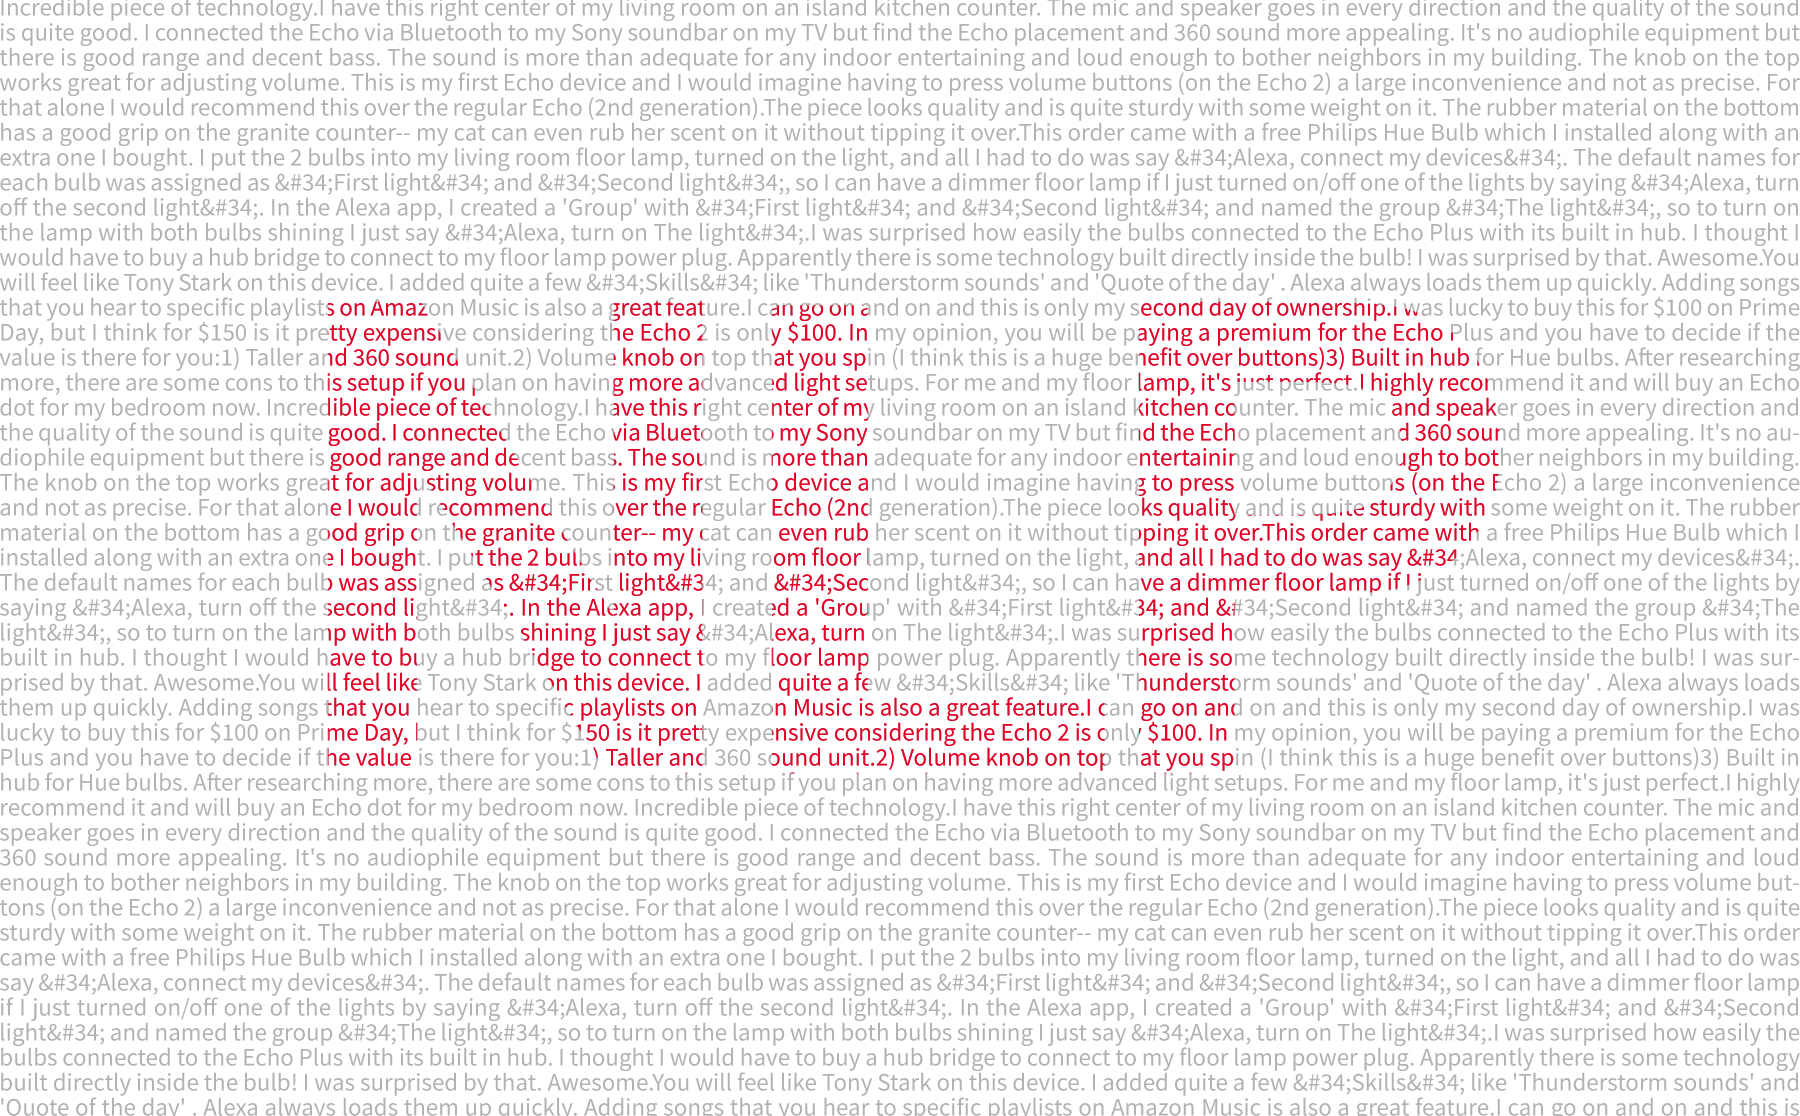 Incredible piece of technology.I have this right center of my living room on an island kitchen counter. The mic and speaker goes in every direction and the quality of the sound
is quite good. I connected the Echo via Bluetooth to my Sony soundbar on my TV but find the Echo placement and 360 sound more appealing. It's no audiophile equipment but
there is good range and decent bass. The sound is more than adequate for any indoor entertaining and loud enough to bother neighbors in my building. The knob on the top
works great for adjusting volume. This is my first Echo device and I would imagine having to press volume buttons (on the Echo 2) a large inconvenience and not as precise. For
that alone I would recommend this over the regular Echo (2nd generation).The piece looks quality and is quite sturdy with some weight on it. The rubber material on the bottom
has a good grip on the granite counter-- my cat can even rub her scent on it without tipping it over.This order came with a free Philips Hue Bulb which I installed along with an
extra one I bought. I put the 2 bulbs into my living room floor lamp, turned on the light, and all I had to do was say &#34;Alexa, connect my devices&#34;. The default names for
each bulb was assigned as &#34;First light&#34; and &#34;Second light&#34;, so I can have a dimmer floor lamp if I just turned on/off one of the lights by saying &#34;Alexa, turn
off the second light&#34;. In the Alexa app, I created a 'Group' with &#34;First light&#34; and &#34;Second light&#34; and named the group &#34;The light&#34;, so to turn on
the lamp with both bulbs shining I just say &#34;Alexa, turn on The light&#34;.I was surprised how easily the bulbs connected to the Echo Plus with its built in hub. I thought I
would have to buy a hub bridge to connect to my floor lamp power plug. Apparently there is some technology built directly inside the bulb! I was surprised by that. Awesome.You
will feel like Tony Stark on this device. I added quite a few &#34;Skills&#34; like 'Thunderstorm sounds' and 'Quote of the day' . Alexa always loads them up quickly. Adding songs
that you hear to specific playlists on Amazon Music is also a great feature.I can go on and on and this is only my second day of ownership.I was lucky to buy this for $100 on Prime
Day, but I think for $150 is it pretty expensive considering the Echo 2 is only $100. In my opinion, you will be paying a premium for the Echo Plus and you have to decide if the
value is there for you:1) Taller and 360 sound unit.2) Volume knob on top that you spin (I think this is a huge benefit over buttons)3) Built in hub for Hue bulbs. After researching
more, there are some cons to this setup if you plan on having more advanced light setups. For me and my floor lamp, it's just perfect.I highly recommend it and will buy an Echo
dot for my bedroom now. Incredible piece of technology.I have this right center of my living room on an island kitchen counter. The mic and speaker goes in every direction and
the quality of the sound is quite good. I connected the Echo via Bluetooth to my Sony soundbar on my TV but find the Echo placement and 360 sound more appealing. It's no au-
diophile equipment but there is good range and decent bass. The sound is more than adequate for any indoor entertaining and loud enough to bother neighbors in my building.
The knob on the top works great for adjusting volume. This is my first Echo device and I would imagine having to press volume buttons (on the Echo 2) a large inconvenience
and not as precise. For that alone I would recommend this over the regular Echo (2nd generation).The piece looks quality and is quite sturdy with some weight on it. The rubber
material on the bottom has a good grip on the granite counter-- my cat can even rub her scent on it without tipping it over.This order came with a free Philips Hue Bulb which I
installed along with an extra one I bought. I put the 2 bulbs into my living room floor lamp, turned on the light, and all I had to do was say &#34;Alexa, connect my devices&#34;.
The default names for each bulb was assigned as &#34;First light&#34; and &#34;Second light&#34;, so I can have a dimmer floor lamp if I just turned on/off one of the lights by
saying &#34;Alexa, turn off the second light&#34;. In the Alexa app, I created a 'Group' with &#34;First light&#34; and &#34;Second light&#34; and named the group &#34;The
light&#34;, so to turn on the lamp with both bulbs shining I just say &#34;Alexa, turn on The light&#34;.I was surprised how easily the bulbs connected to the Echo Plus with its
built in hub. I thought I would have to buy a hub bridge to connect to my floor lamp power plug. Apparently there is some technology built directly inside the bulb! I was sur-
prised by that. Awesome.You will feel like Tony Stark on this device. I added quite a few &#34;Skills&#34; like 'Thunderstorm sounds' and 'Quote of the day' . Alexa always loads
them up quickly. Adding songs that you hear to specific playlists on Amazon Music is also a great feature.I can go on and on and this is only my second day of ownership.I was
lucky to buy this for $100 on Prime Day, but I think for $150 is it pretty expensive considering the Echo 2 is only $100. In my opinion, you will be paying a premium for the Echo
Plus and you have to decide if the value is there for you:1) Taller and 360 sound unit.2) Volume knob on top that you spin (I think this is a huge benefit over buttons)3) Built in
hub for Hue bulbs. After researching more, there are some cons to this setup if you plan on having more advanced light setups. For me and my floor lamp, it's just perfect.I highly
recommend it and will buy an Echo dot for my bedroom now. Incredible piece of technology.I have this right center of my living room on an island kitchen counter. The mic and
speaker goes in every direction and the quality of the sound is quite good. I connected the Echo via Bluetooth to my Sony soundbar on my TV but find the Echo placement and
360 sound more appealing. It's no audiophile equipment but there is good range and decent bass. The sound is more than adequate for any indoor entertaining and loud
enough to bother neighbors in my building. The knob on the top works great for adjusting volume. This is my first Echo device and I would imagine having to press volume but-
tons (on the Echo 2) a large inconvenience and not as precise. For that alone I would recommend this over the regular Echo (2nd generation).The piece looks quality and is quite
sturdy with some weight on it. The rubber material on the bottom has a good grip on the granite counter-- my cat can even rub her scent on it without tipping it over.This order
came with a free Philips Hue Bulb which I installed along with an extra one I bought. I put the 2 bulbs into my living room floor lamp, turned on the light, and all I had to do was
say &#34;Alexa, connect my devices&#34;. The default names for each bulb was assigned as &#34;First light&#34; and &#34;Second light&#34;, so I can have a dimmer floor lamp
if I just turned on/off one of the lights by saying &#34;Alexa, turn off the second light&#34;. In the Alexa app, I created a 'Group' with &#34;First light&#34; and &#34;Second
light&#34; and named the group &#34;The light&#34;, so to turn on the lamp with both bulbs shining I just say &#34;Alexa, turn on The light&#34;.I was surprised how easily the
bulbs connected to the Echo Plus with its built in hub. I thought I would have to buy a hub bridge to connect to my floor lamp power plug. Apparently there is some technology
built directly inside the bulb! I was surprised by that. Awesome.You will feel like Tony Stark on this device. I added quite a few &#34;Skills&#34; like 'Thunderstorm sounds' and
'Quote of the day' . Alexa always loads them up quickly. Adding songs that you hear to specific playlists on Amazon Music is also a great feature.I can go on and on and this is